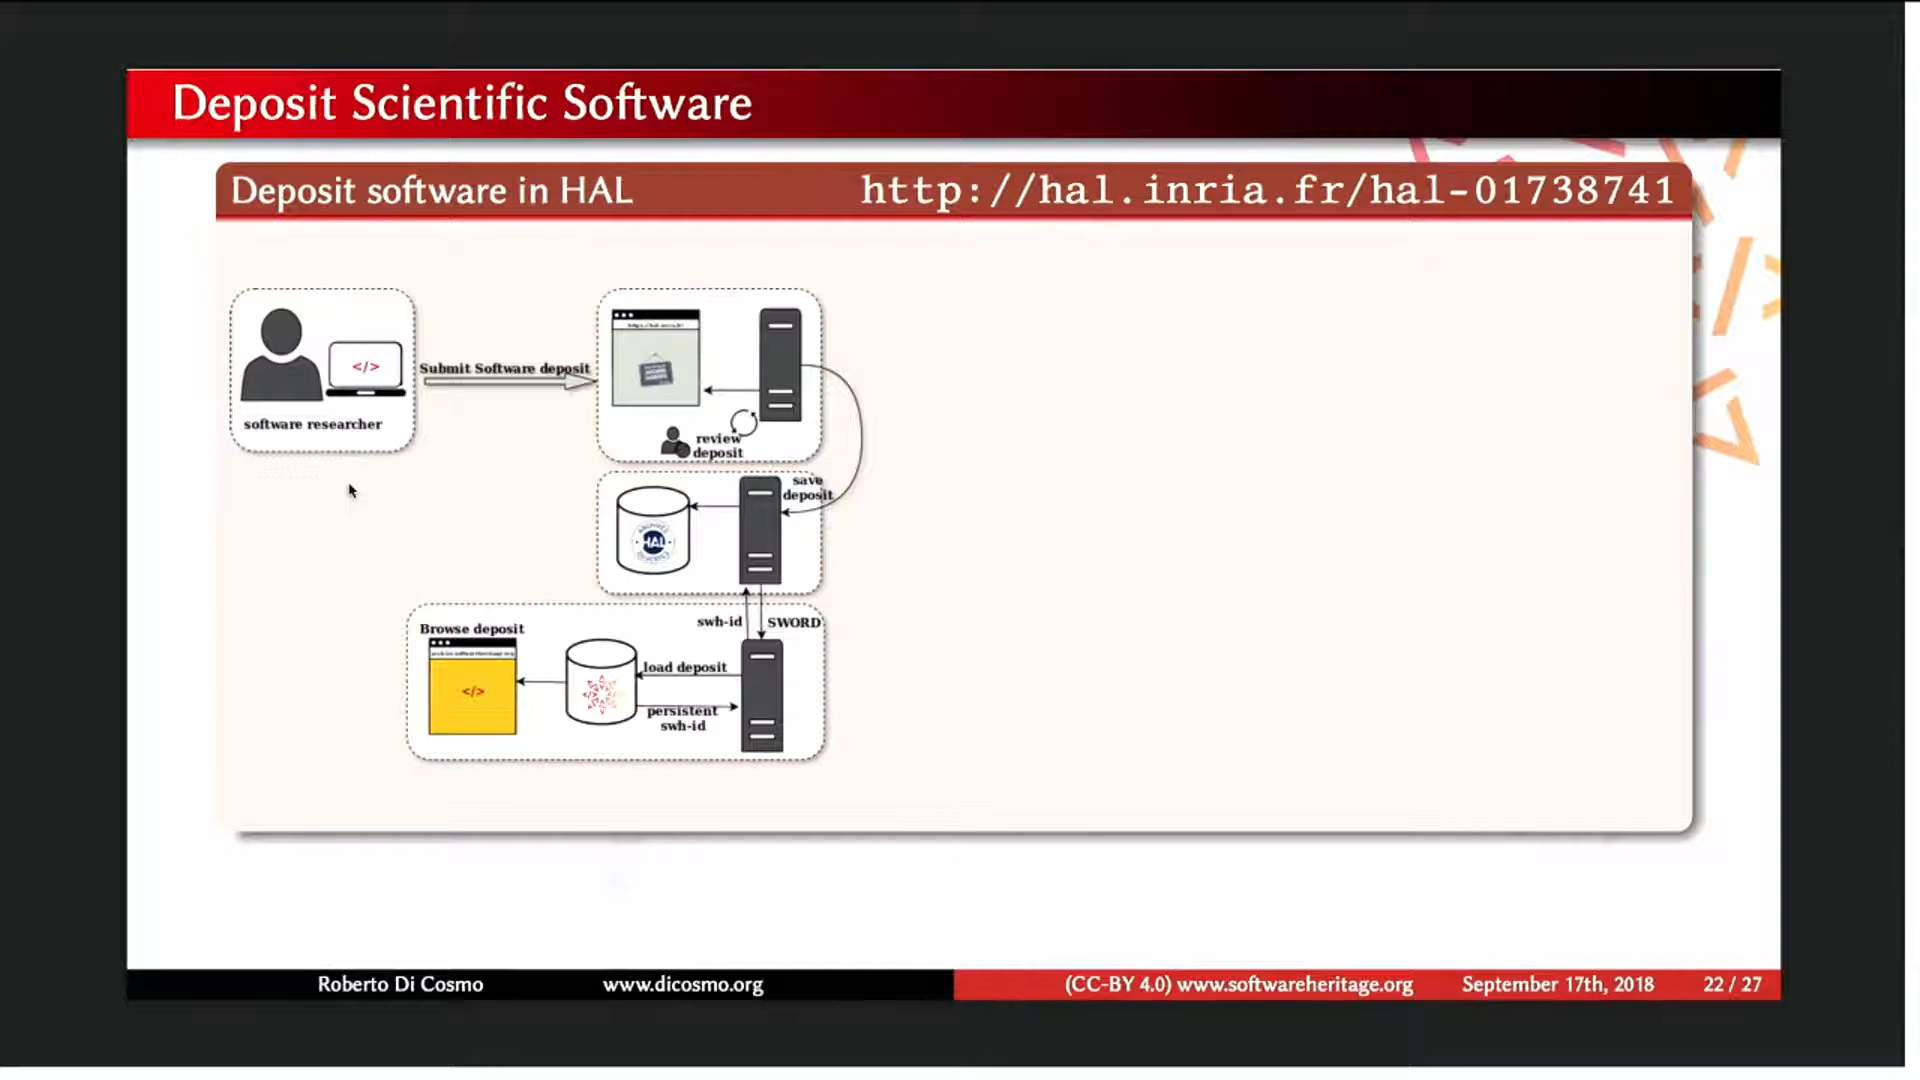 Deposit Scientific Software
Deposit software in HAL
http://hal.inria.fr/hal-01738741
</>
software researcher
Submit Software deposit
review
deposit
save
deposit
HAL
swh-id
SWORD
Browse deposit
</>
load deposit
persistent
swh-id
Roberto Di Cosmo
www.dicosmo.org
(CC-BY 4.0) www.softwareheritage.org
September 17th, 2018
22 / 27